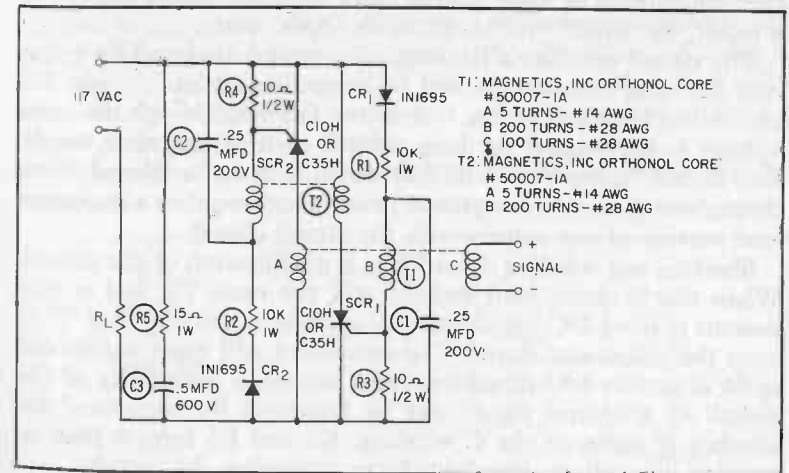 117 VAC
R4
10Ω
1/2 W
C2
.25
MFD
200V
SCR2
C10H
OR
C35H
CR1
1N1695
R1
10K
1W
T1: MAGNETICS, INC ORTHONOL CORE
#50007-1A
A 5 TURNS-#14 AWG
B 200 TURNS-#28 AWG
C 100 TURNS-#28 AWG
T2: MAGNETICS, INC ORTHONOL CORE
#50007-1A
A 5 TURNS-#14 AWG
B 200 TURNS-#28 AWG
T2
A
B
T1
C
+
SIGNAL
-
RL
R5
15Ω
1W
R2
10K
1W
C10H
OR
C35H
SCR1
C1
.25
MFD
200V
C3
.5MFD
600V
1N1695
CR2
R3
10Ω
1/2 W